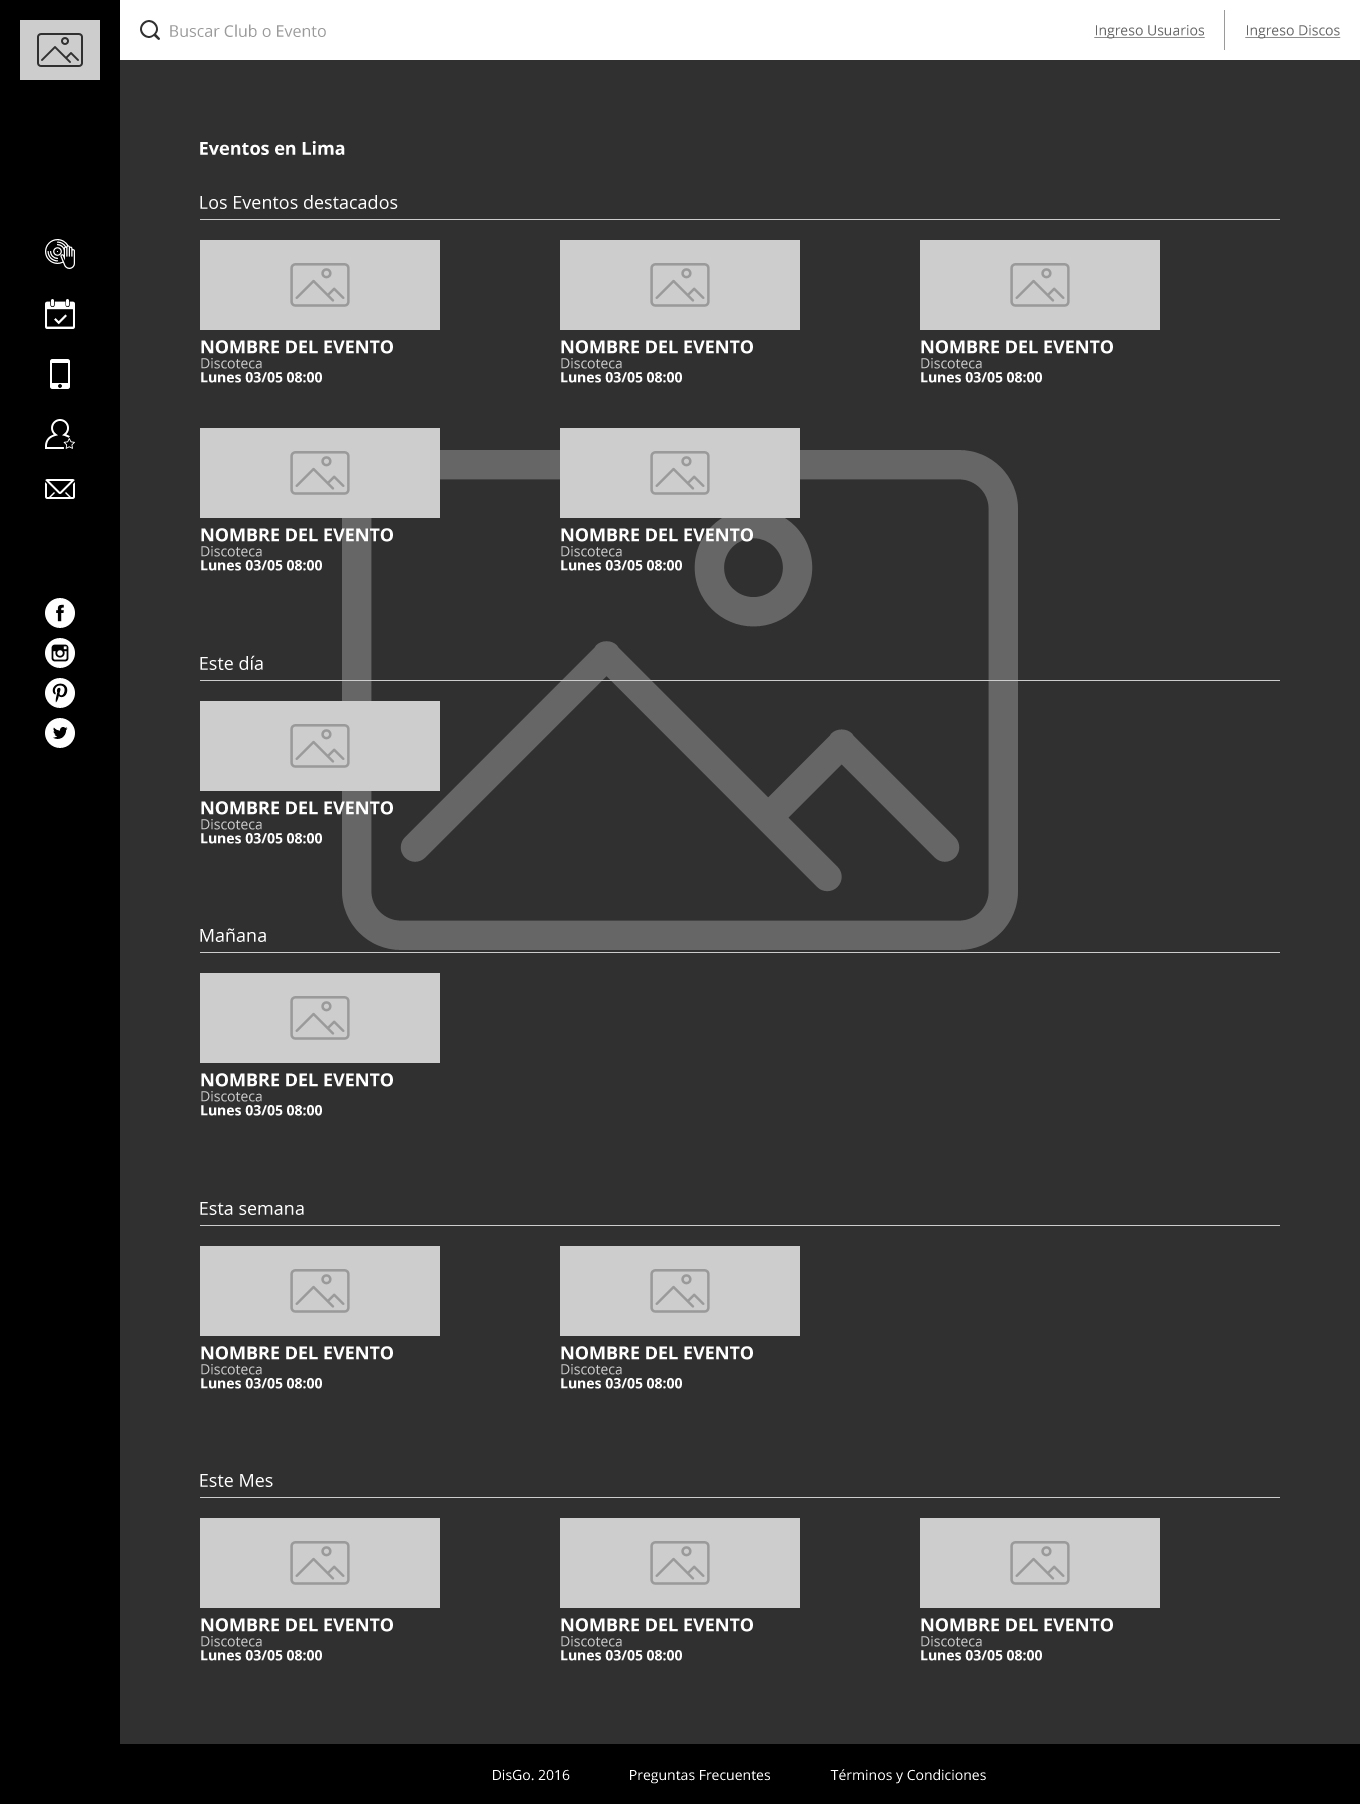 Buscar Club o Evento
Ingreso Usuarios
Ingreso Discos
Eventos en Lima
Los Eventos destacados
NOMBRE DEL EVENTO
Discoteca
Lunes 03/05 08:00
NOMBRE DEL EVENTO
Discoteca
Lunes 03/05 08:00
NOMBRE DEL EVENTO
Discoteca
Lunes 03/05 08:00
NOMBRE DEL EVENTO
Discoteca
Lunes 03/05 08:00
NOMBRE DEL EVENTO
Discoteca
Lunes 03/05 08:00
Este día
NOMBRE DEL EVENTO
Discoteca
Lunes 03/05 08:00
Mañana
NOMBRE DEL EVENTO
Discoteca
Lunes 03/05 08:00
Esta semana
NOMBRE DEL EVENTO
Discoteca
Lunes 03/05 08:00
NOMBRE DEL EVENTO
Discoteca
Lunes 03/05 08:00
Este Mes
NOMBRE DEL EVENTO
Discoteca
Lunes 03/05 08:00
NOMBRE DEL EVENTO
Discoteca
Lunes 03/05 08:00
NOMBRE DEL EVENTO
Discoteca
Lunes 03/05 08:00
DisGo. 2016
Preguntas Frecuentes
Términos y Condiciones